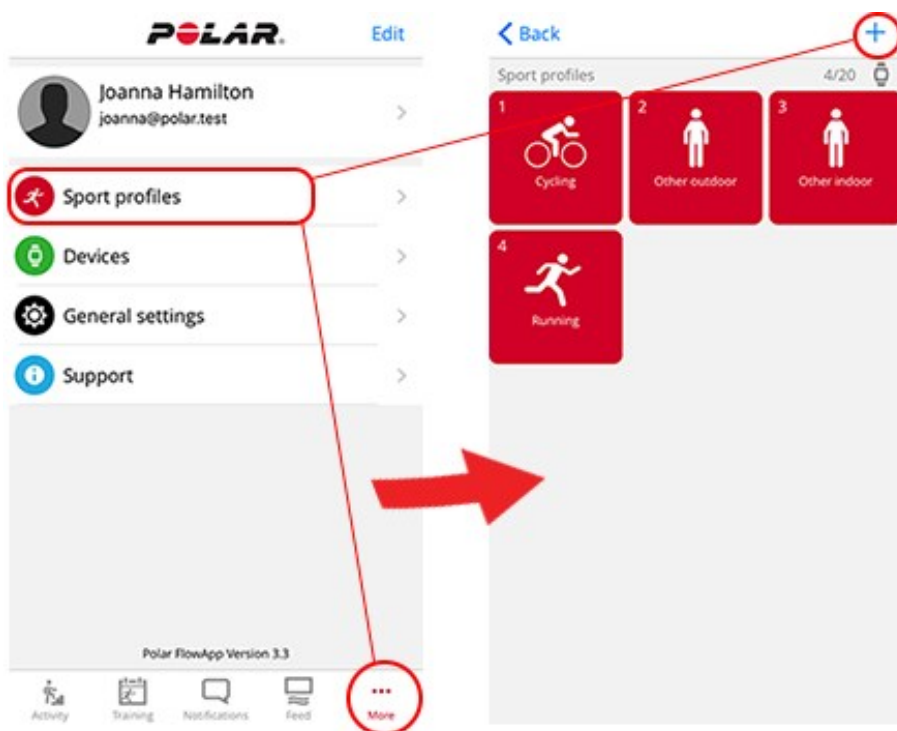 POLAR.
Edit
Joanna Hamilton
joanna@polar.test
Sport profiles
Devices
General settings
Support
Polar FlowApp Version 3.3
Activity
Training
Notifications
Feed
More
Back
+
Sport profiles 4/20
1
Cycling
2
Other outdoor
3
Other indoor
4
Running